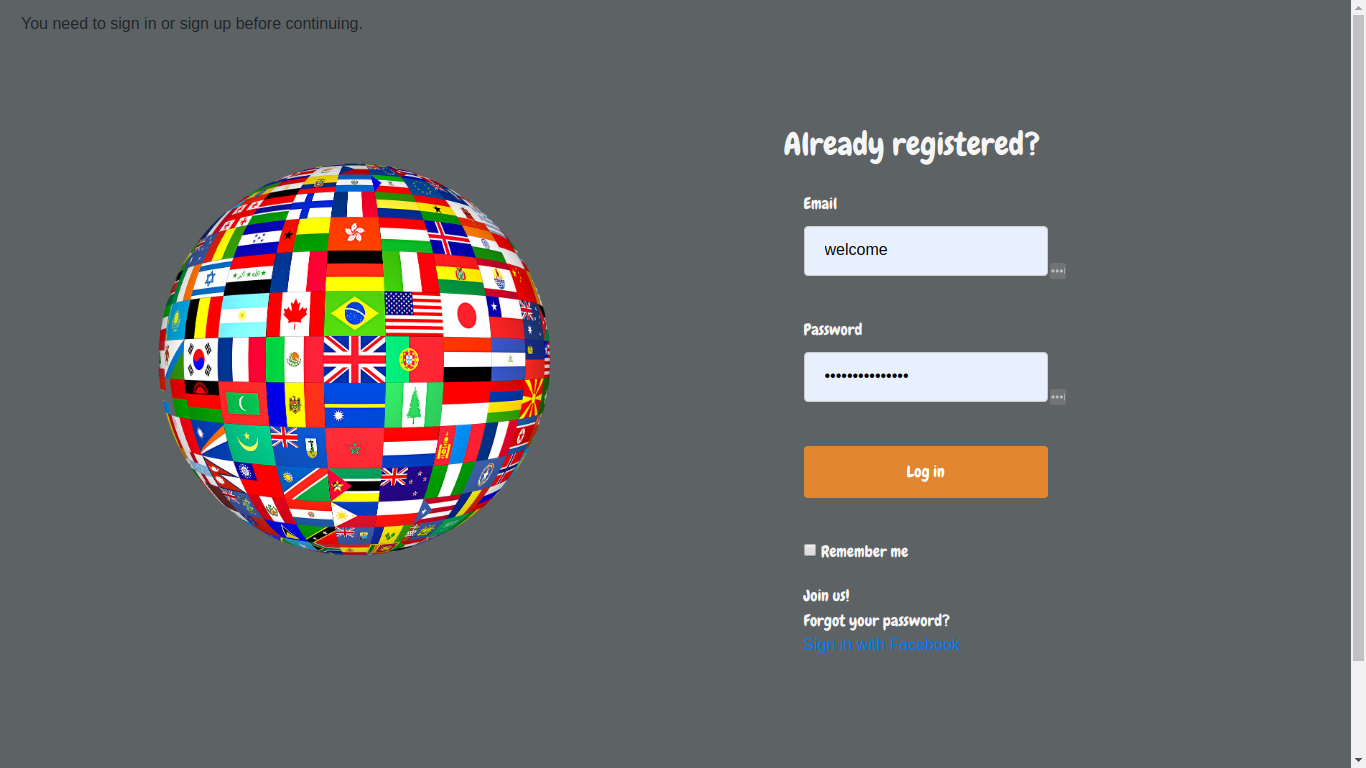 You need to sign in or sign up before continuing.
Already registered?
Email
welcome
Password
•••••••••••••••
Log in
Remember me
Join us!
Forgot your password?
Sign in with Facebook